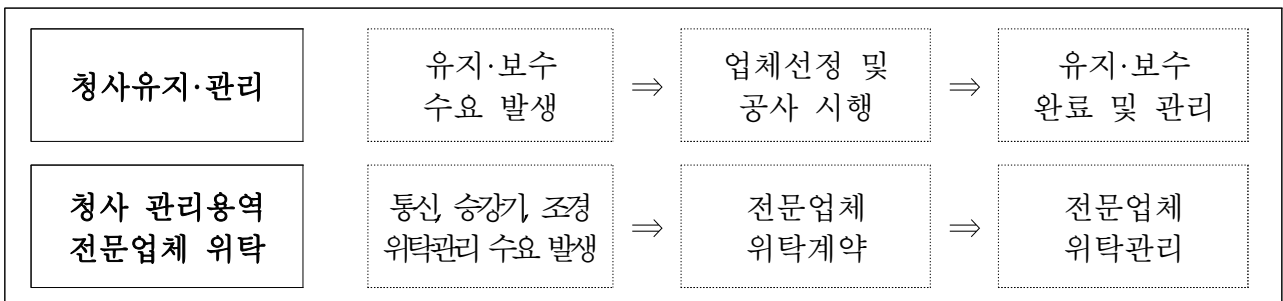 청사유지·관리
유지·보수
수요 발생
⇒
업체선정 및
공사 시행
⇒
유지·보수
완료 및 관리
청사 관리용역
전문업체 위탁
통신, 승강기, 조경
위탁관리 수요 발생
⇒
전문업체
위탁계약
⇒
전문업체
위탁관리